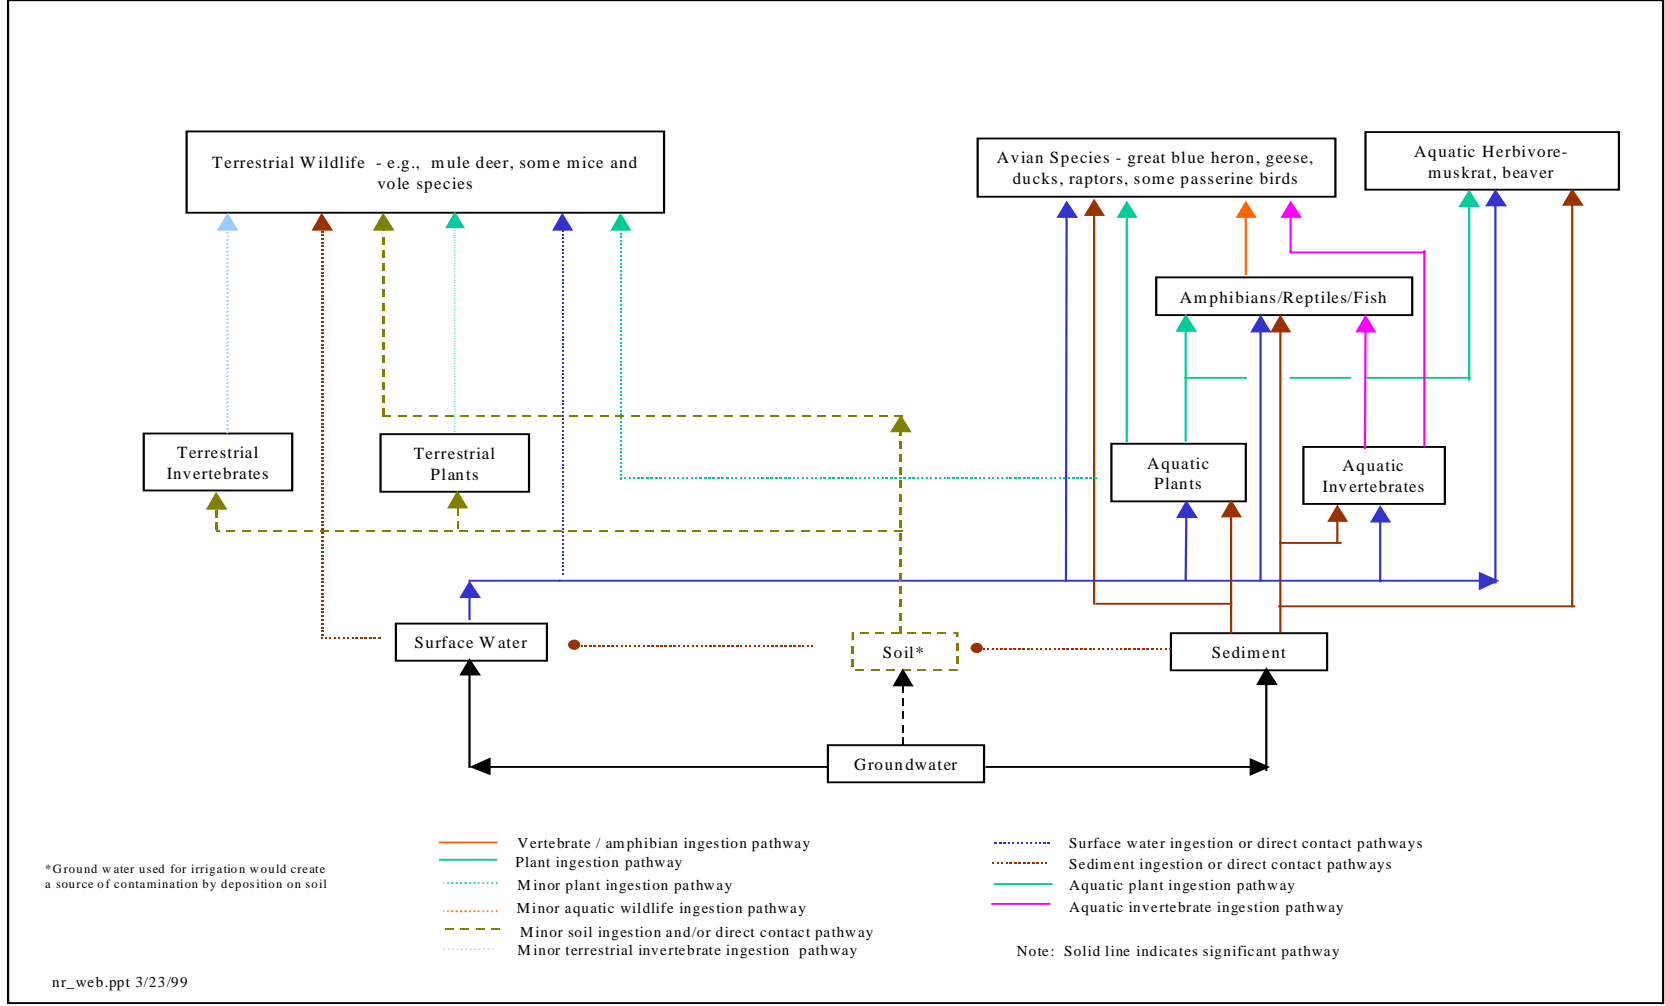 Terrestrial Wildlife - e.g., mule deer, some mice and
vole species
Avian Species - great blue heron, geese,
ducks, raptors, some passerine birds
Aquatic Herbivore-
muskrat, beaver
Amphibians/Reptiles/Fish
Terrestrial
Invertebrates
Terrestrial
Plants
Aquatic
Plants
Aquatic
Invertebrates
Surface Water
Soil*
Sediment
Groundwater
*Ground water used for irrigation would create
a source of contamination by deposition on soil
Vertebrate / amphibian ingestion pathway
Plant ingestion pathway
Minor plant ingestion pathway
Minor aquatic wildlife ingestion pathway
Minor soil ingestion and/or direct contact pathway
Minor terrestrial invertebrate ingestion pathway
Surface water ingestion or direct contact pathways
Sediment ingestion or direct contact pathways
Aquatic plant ingestion pathway
Aquatic invertebrate ingestion pathway
Note: Solid line indicates significant pathway
nr_web.ppt 3/23/99